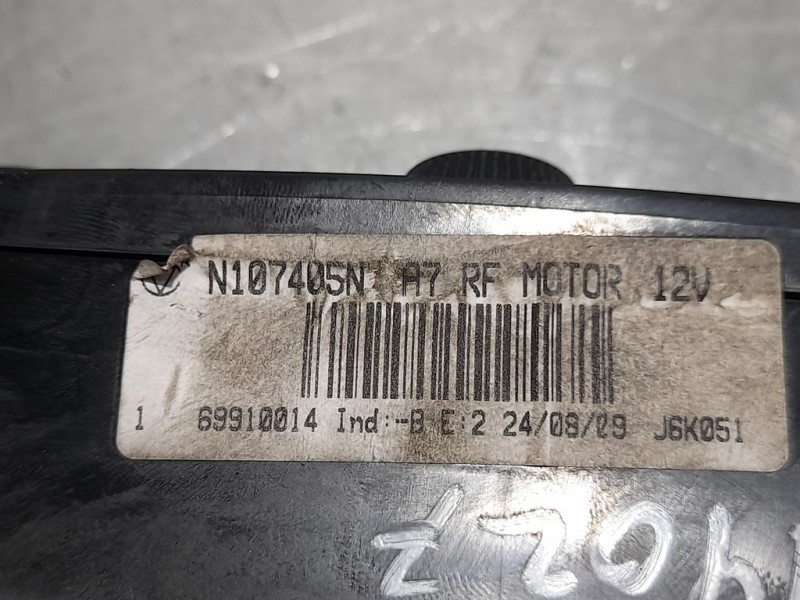 N107405N A7 RF MOTOR 12V
1 69910014 Ind:-B E:2 24/08/09 J6K051